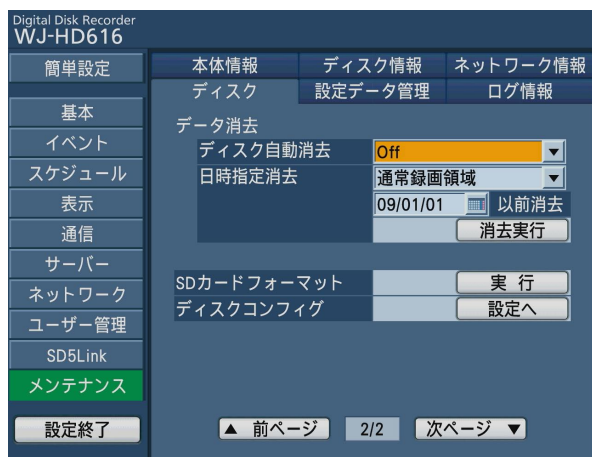 Digital Disk Recorder
WJ-HD616
簡単設定
基本
イベント
スケジュール
表示
通信
サーバー
ネットワーク
ユーザー管理
SD5Link
メンテナンス
設定終了
本体情報 ディスク情報 ネットワーク情報
ディスク 設定データ管理 ログ情報
データ消去
ディスク自動消去 Off
日時指定消去 通常録画領域
09/01/01 以前消去
消去実行
SDカードフォーマット 実 行
ディスクコンフィグ 設定へ
▲ 前ページ 2/2 次ページ ▼